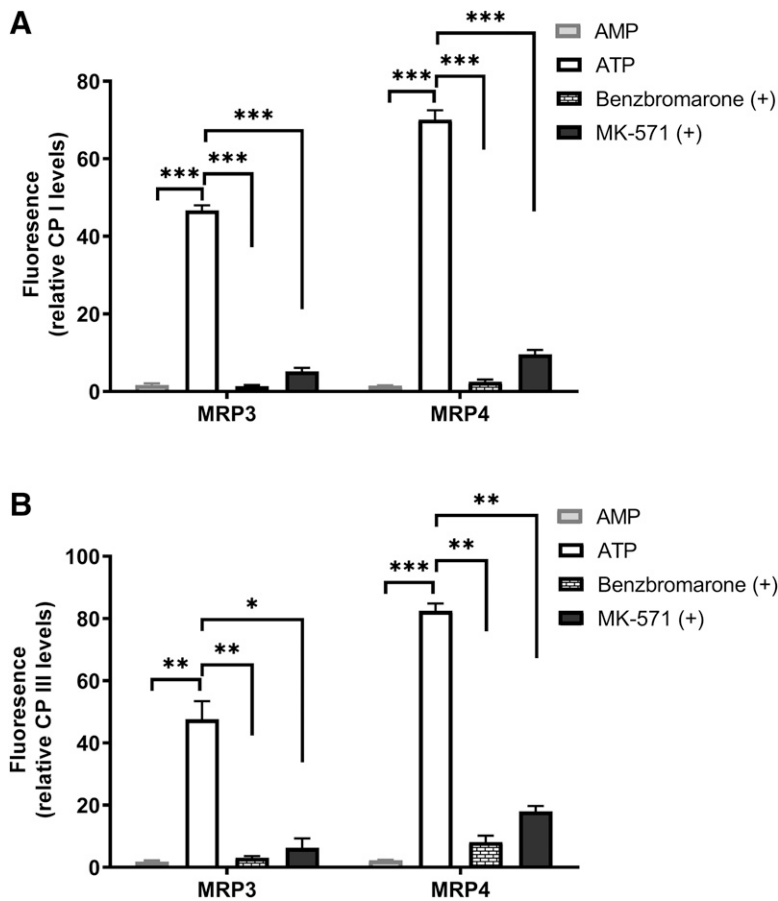 A
Fluoresence
(relative CP I levels)
80
60
40
20
0
***
***
***
***
***
***
MRP3
MRP4
AMP
ATP
Benzbromarone (+)
MK-571 (+)
B
Fluoresence
(relative CP III levels)
100
80
60
40
20
0
*
**
**
**
**
***
MRP3
MRP4
AMP
ATP
Benzbromarone (+)
MK-571 (+)